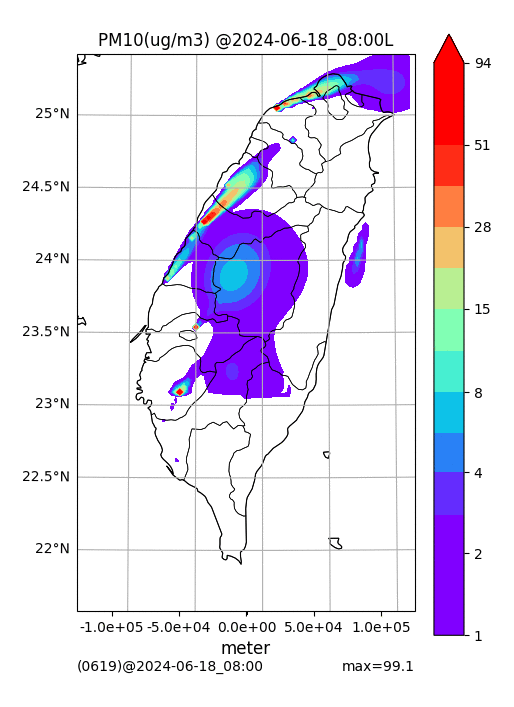 PM10(ug/m3) @2024-06-18_08:00L
94
25°N
51
24.5°N
28
24°N
15
23.5°N
8
23°N
4
22.5°N
2
22°N
1
-1.0e+05 -5.0e+04 0.0e+00 5.0e+04 1.0e+05
meter
(0619)@2024-06-18_08:00 max=99.1